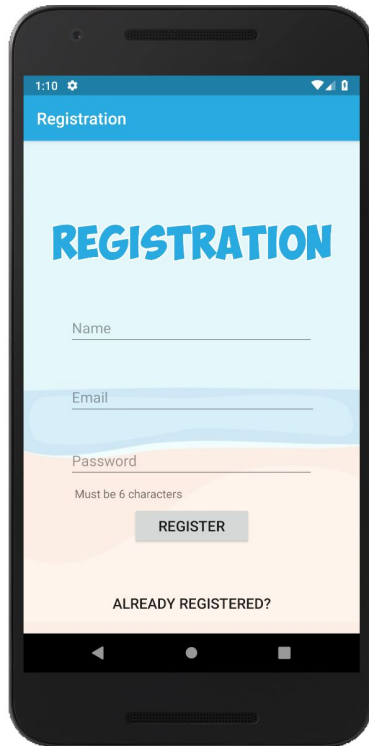 1:10
Registration
REGISTRATION
Name
Email
Password
Must be 6 characters
REGISTER
ALREADY REGISTERED?